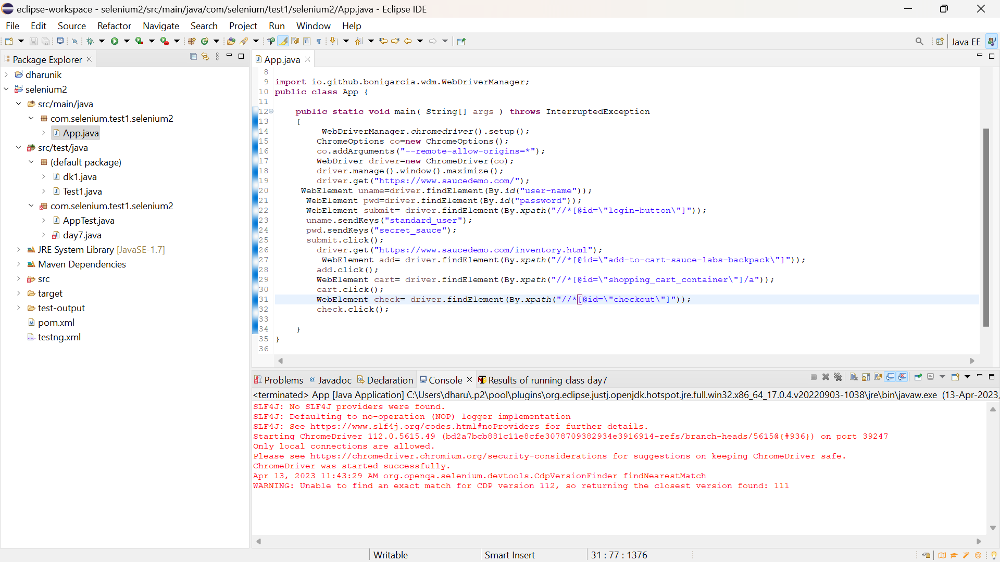 eclipse-workspace - selenium2/src/main/java/com/selenium/test1/selenium2/App.java - Eclipse IDE
File Edit Source Refactor Navigate Search Project Run Window Help
Java EE
Package Explorer
dharunik
selenium2
src/main/java
com.selenium.test1.selenium2
App.java
src/test/java
(default package)
dk1.java
Test1.java
com.selenium.test1.selenium2
AppTest.java
day7.java
JRE System Library [JavaSE-1.7]
Maven Dependencies
src
target
test-output
pom.xml
testng.xml
App.java
8
9 import io.github.bonigarcia.wdm.WebDriverManager;
10 public class App {
11
12 public static void main( String[] args ) throws InterruptedException
13 {
14 WebDriverManager.chromedriver().setup();
15 ChromeOptions co=new ChromeOptions();
16 co.addArguments("--remote-allow-origins=*");
17 WebDriver driver=new ChromeDriver(co);
18 driver.manage().window().maximize();
19 driver.get("https://www.saucedemo.com/");
20 WebElement uname=driver.findElement(By.id("user-name"));
21 WebElement pwd=driver.findElement(By.id("password"));
22 WebElement submit= driver.findElement(By.xpath("//*[@id=\"login-button\"]"));
23 uname.sendKeys("standard_user");
24 pwd.sendKeys("secret_sauce");
25 submit.click();
26 driver.get("https://www.saucedemo.com/inventory.html");
27 WebElement add= driver.findElement(By.xpath("//*[@id=\"add-to-cart-sauce-labs-backpack\"]"));
28 add.click();
29 WebElement cart= driver.findElement(By.xpath("//*[@id=\"shopping_cart_container\"]/a"));
30 cart.click();
31 WebElement check= driver.findElement(By.xpath("//*[@id=\"checkout\"]"));
32 check.click();
33
34 }
35 }
36
Problems Javadoc Declaration Console Results of running class day7
<terminated> App [Java Application] C:\Users\dharu\.p2\pool\plugins\org.eclipse.justj.openjdk.hotspot.jre.full.win32.x86_64_17.0.4.v20220903-1038\jre\bin\javaw.exe (13-Apr-2023,
SLF4J: No SLF4J providers were found.
SLF4J: Defaulting to no-operation (NOP) logger implementation
SLF4J: See https://www.slf4j.org/codes.html#noProviders for further details.
Starting ChromeDriver 112.0.5615.49 (bd2a7bcb881c11e8cfe3078709382934e3916914-refs/branch-heads/5615@{#936}) on port 39247
Only local connections are allowed.
Please see https://chromedriver.chromium.org/security-considerations for suggestions on keeping ChromeDriver safe.
ChromeDriver was started successfully.
Apr 13, 2023 11:43:29 AM org.openqa.selenium.devtools.CdpVersionFinder findNearestMatch
WARNING: Unable to find an exact match for CDP version 112, so returning the closest version found: 111
Writable Smart Insert 31 : 77 : 1376